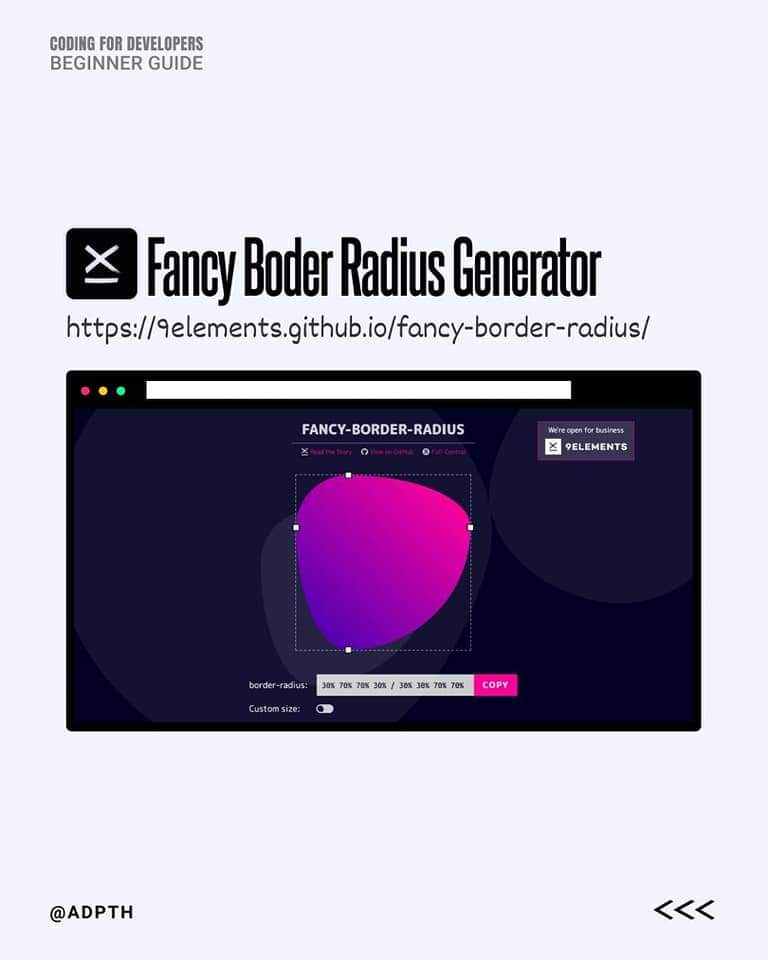 CODING FOR DEVELOPERS
BEGINNER GUIDE
Fancy Boder Radius Generator
https://9elements.github.io/fancy-border-radius/
FANCY-BORDER-RADIUS
Read the Story View on GitHub Full Control
We're open for business
9ELEMENTS
border-radius: 30% 70% 70% 30% / 30% 30% 70% 70% COPY
Custom size:
@ADPTH